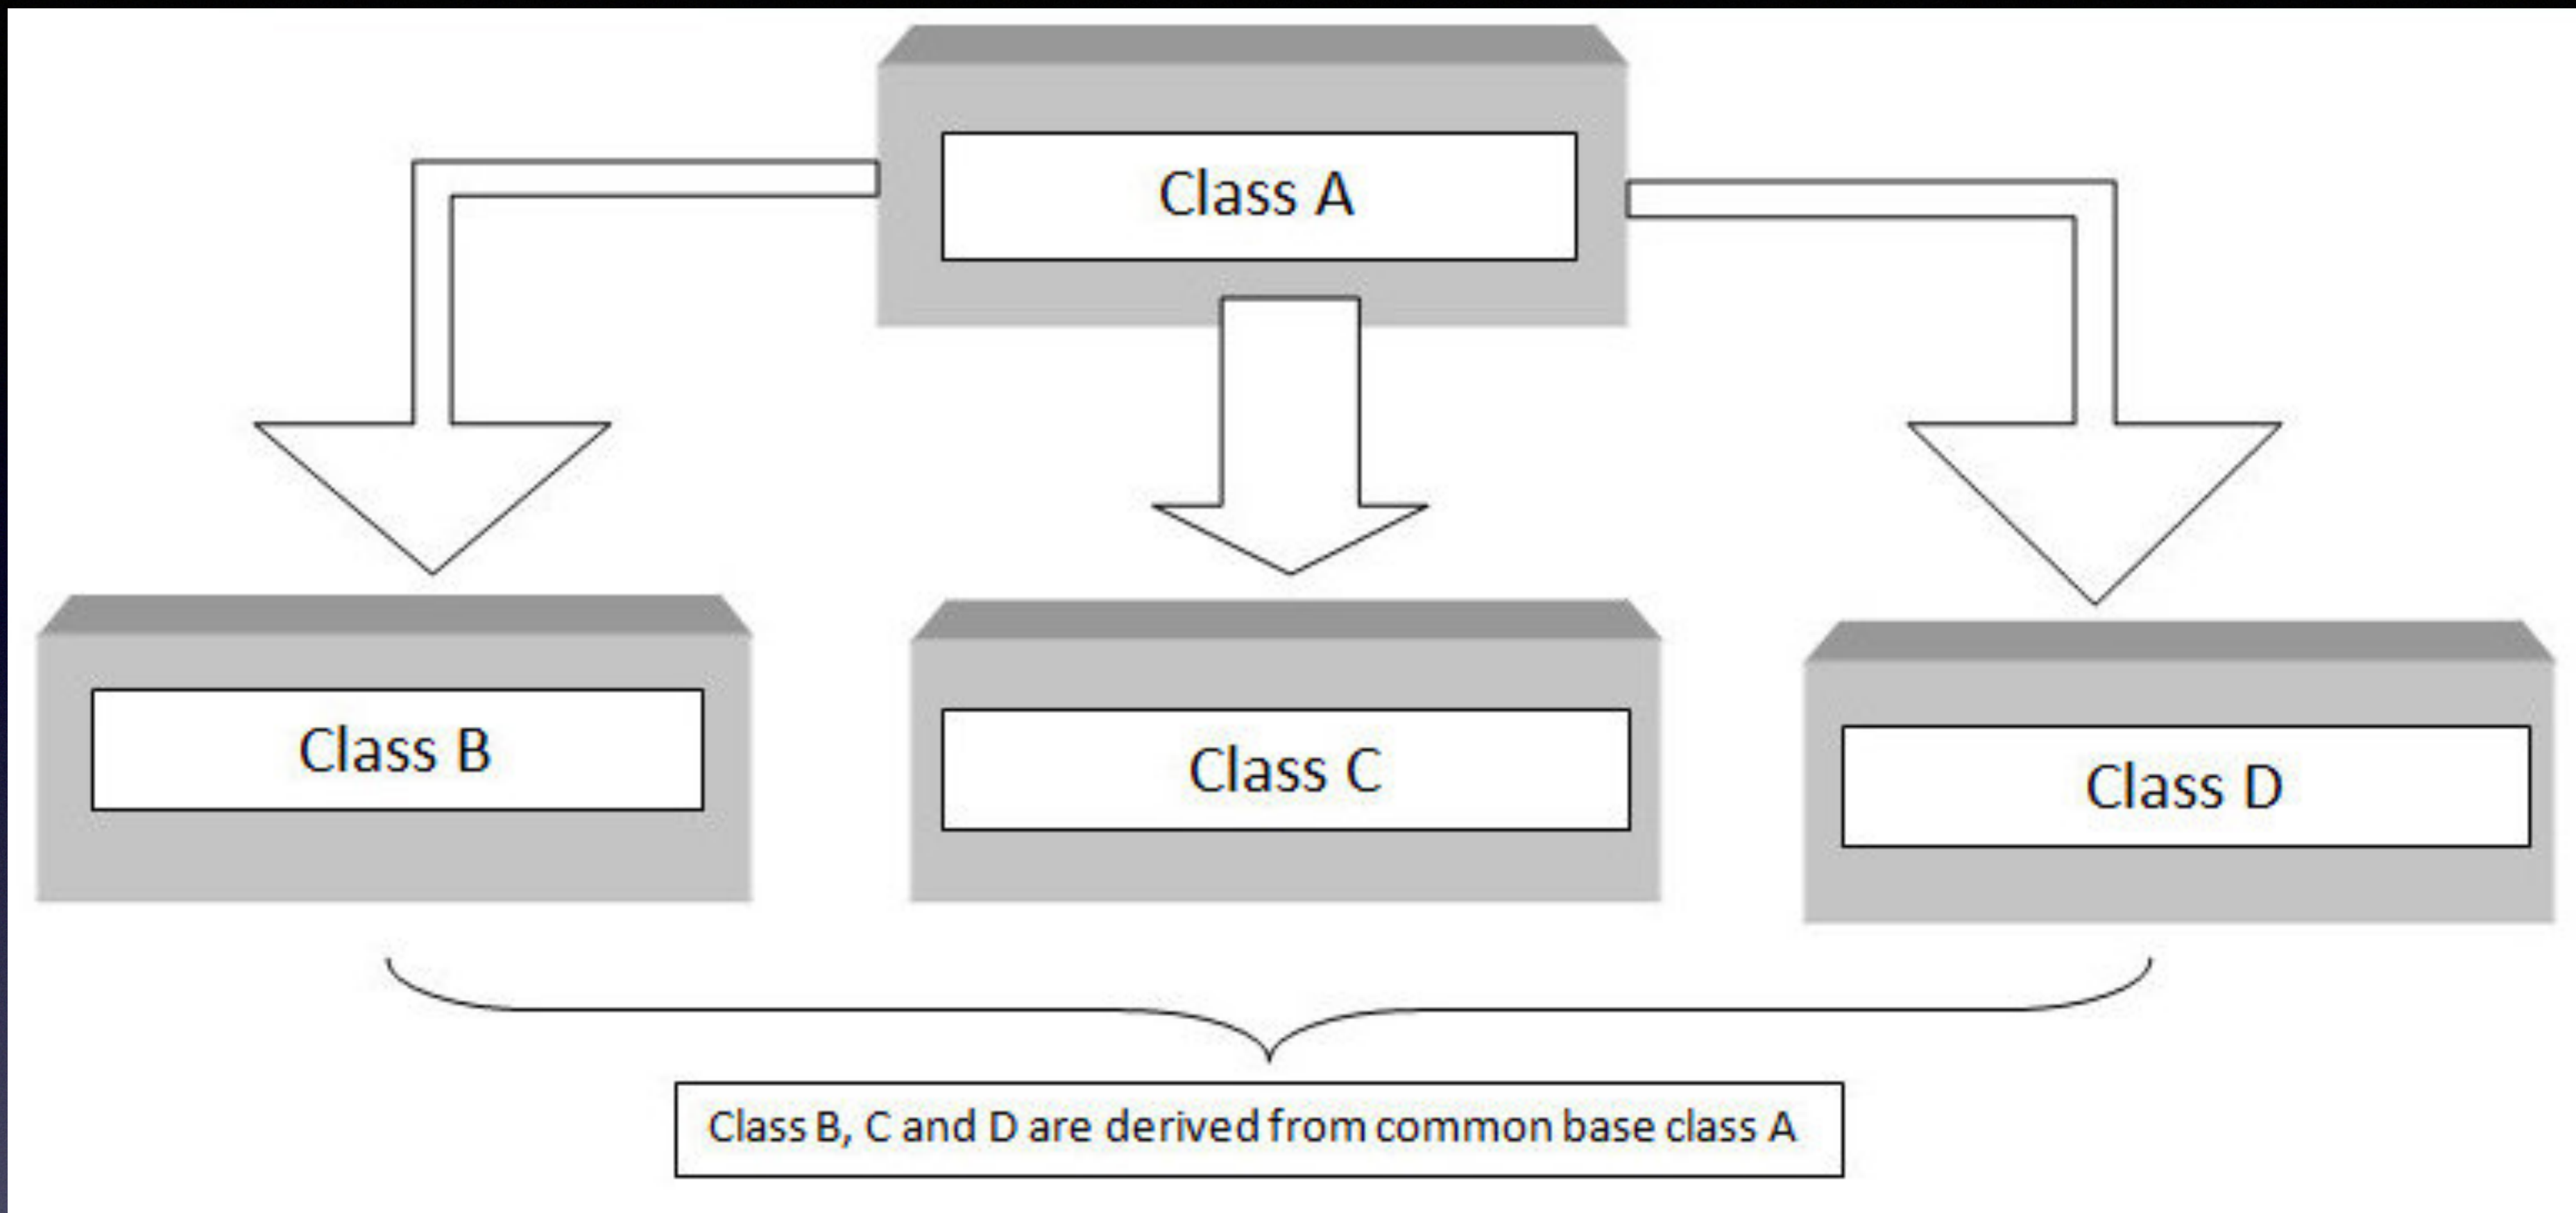 Class A
Class B
Class C
Class D
Class B, C and D are derived from common base class A